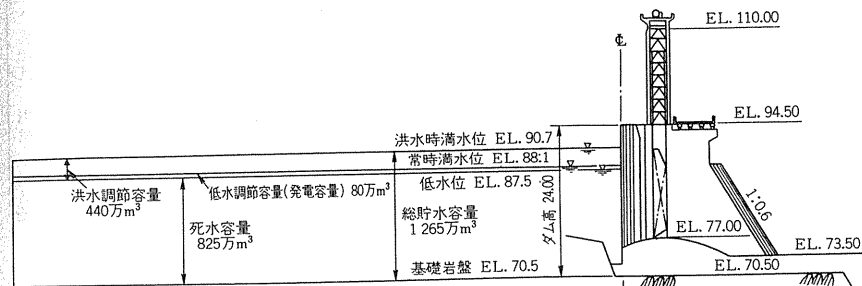 EL.110.00
℄
EL.94.50
洪水時満水位 EL.90.7
常時満水位 EL.88:1
洪水調節容量
440万m³
低水調節容量(発電容量) 80万m³
低水位 EL.87.5
死水容量
825万m³
総貯水容量
1 265万m³
ダム高 24.00
1:0.6
EL.77.00
EL.73.50
基礎岩盤 EL.70.5
EL.70.50